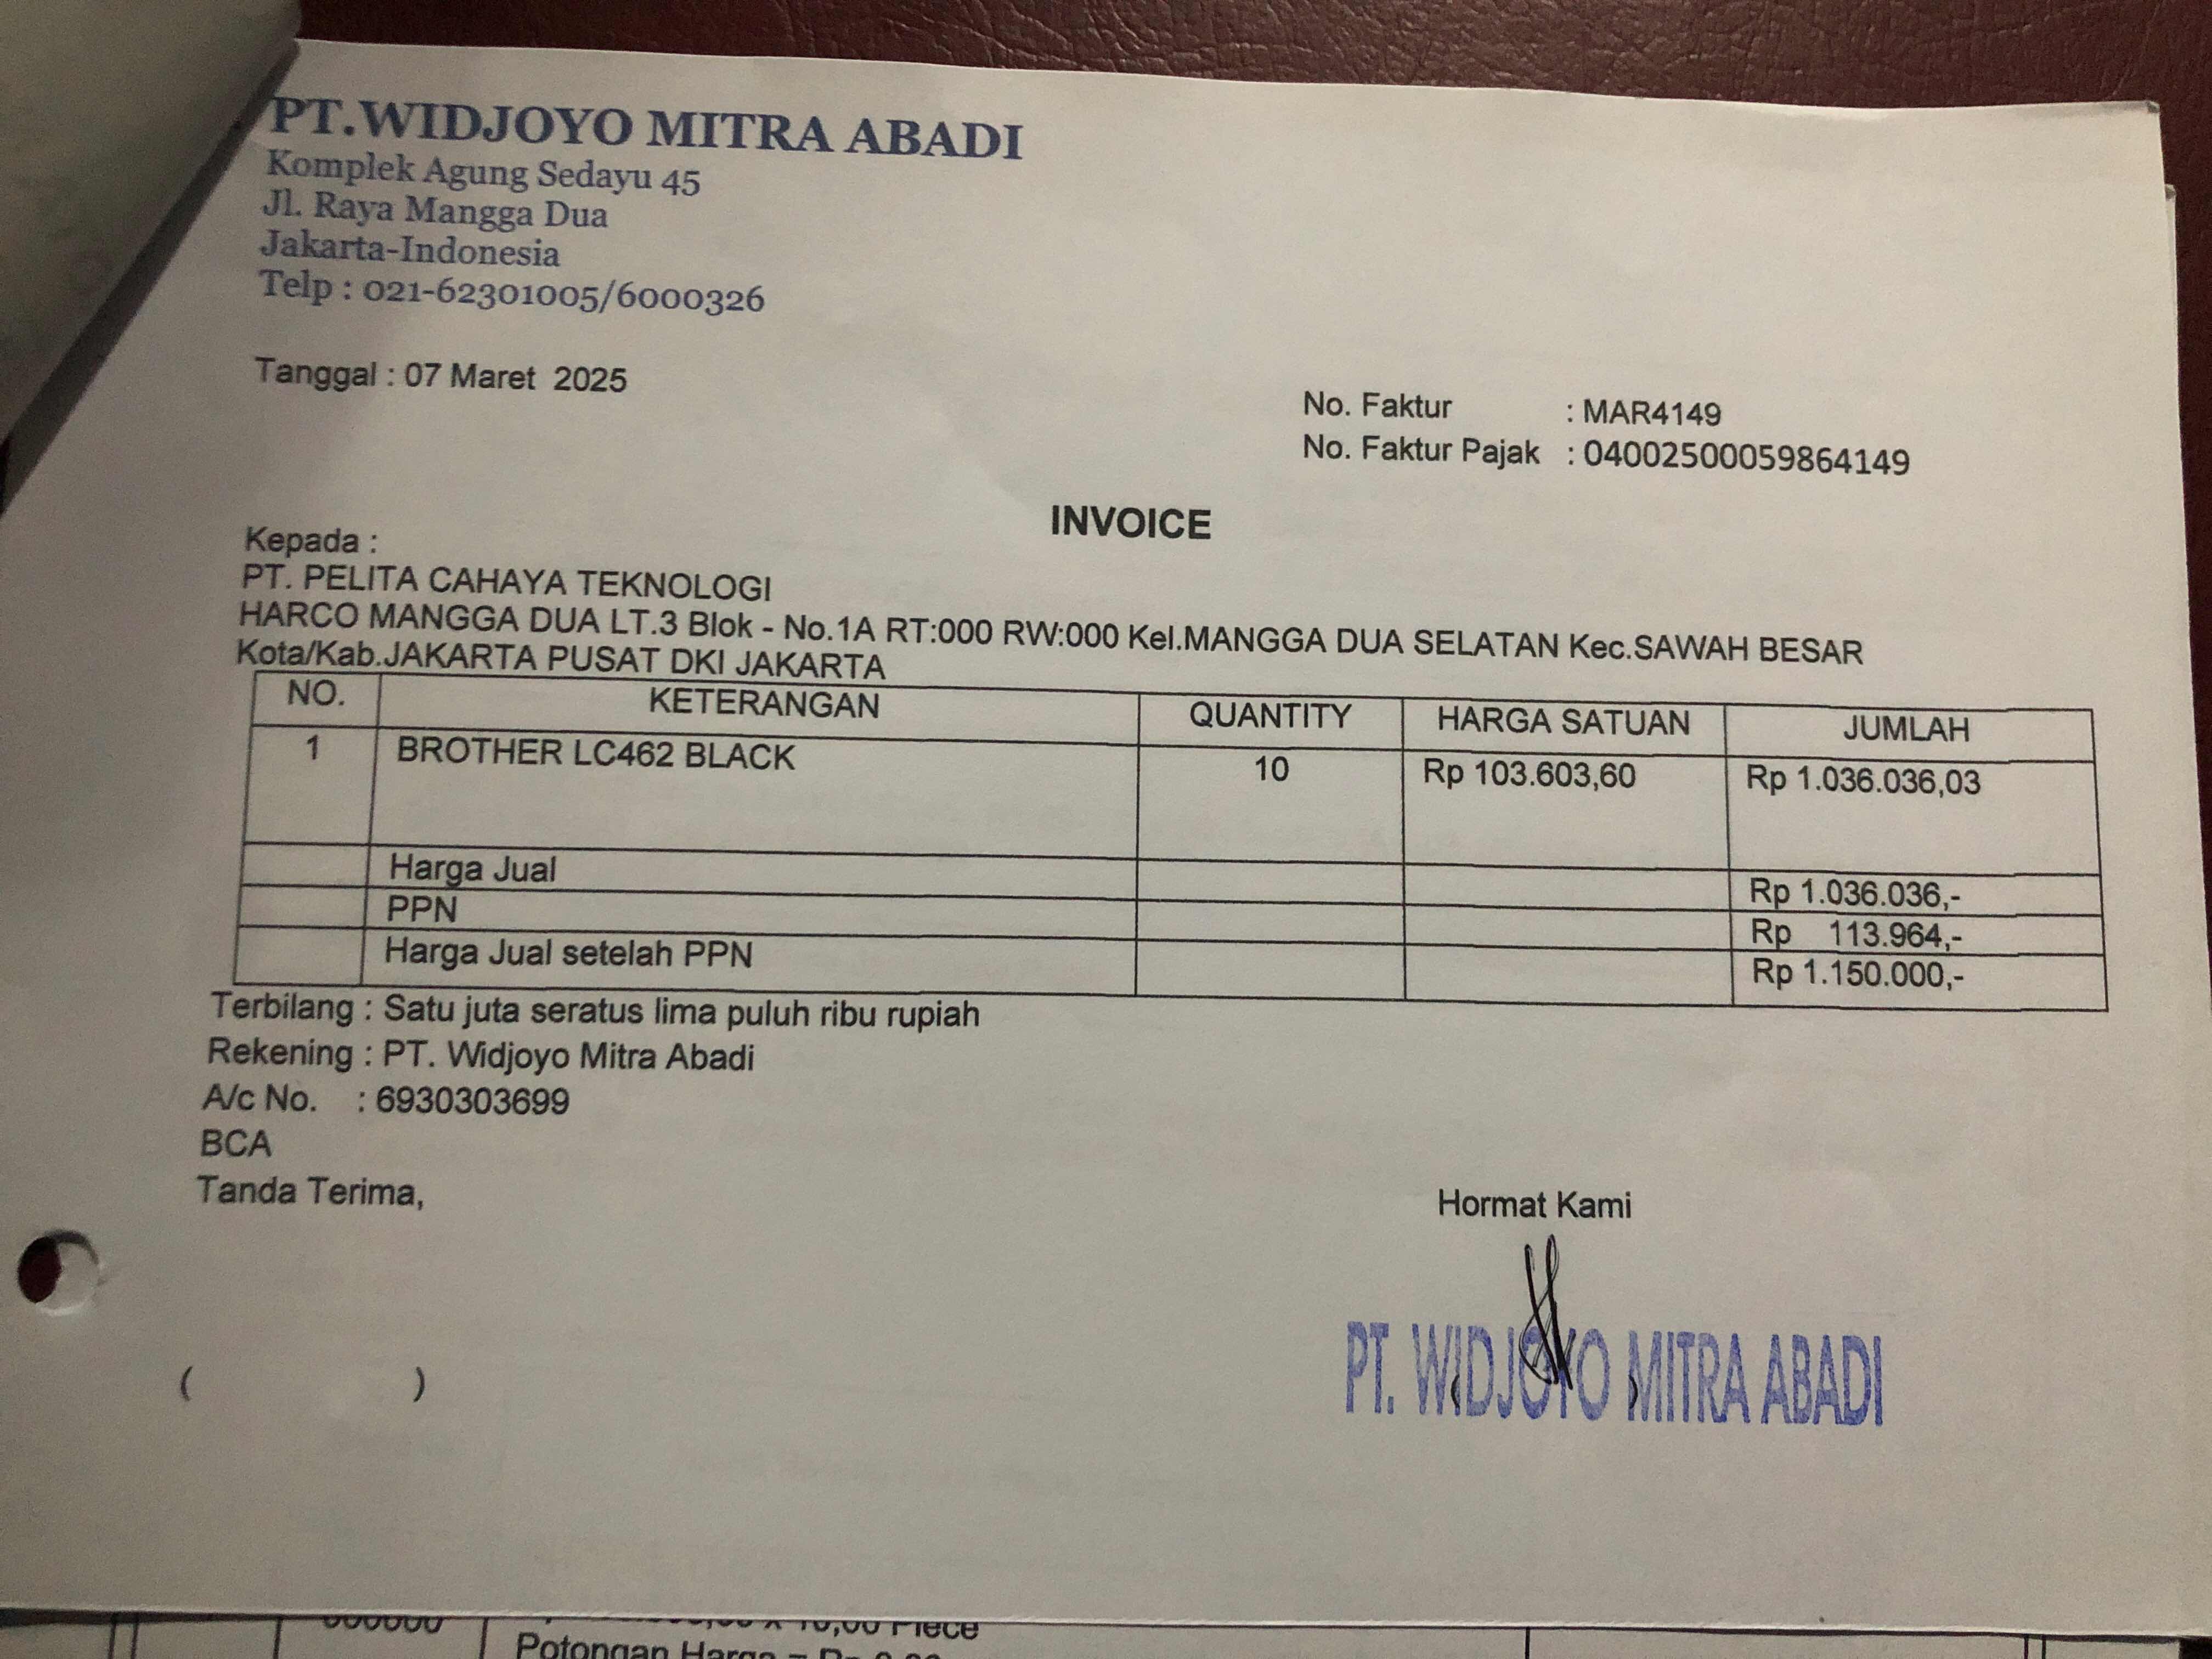 PT.WIDJOYO MITRA ABADI
Komplek Agung Sedayu 45
Jl. Raya Mangga Dua
Jakarta-Indonesia
Telp : 021-62301005/6000326
Tanggal : 07 Maret 2025
No. Faktur : MAR4149
No. Faktur Pajak : 04002500059864149
INVOICE
Kepada :
PT. PELITA CAHAYA TEKNOLOGI
HARCO MANGGA DUA LT.3 Blok - No.1A RT:000 RW:000 Kel.MANGGA DUA SELATAN Kec.SAWAH BESAR
Kota/Kab.JAKARTA PUSAT DKI JAKARTA
NO. KETERANGAN QUANTITY HARGA SATUAN JUMLAH
1 BROTHER LC462 BLACK 10 Rp 103.603,60 Rp 1.036.036,03
Harga Jual Rp 1.036.036,-
PPN Rp 113.964,-
Harga Jual setelah PPN Rp 1.150.000,-
Terbilang : Satu juta seratus lima puluh ribu rupiah
Rekening : PT. Widjoyo Mitra Abadi
A/c No. : 6930303699
BCA
Tanda Terima,
Hormat Kami
PT. WIDJOYO MITRA ABADI
( )
Piece
Potongan Harga = Rp